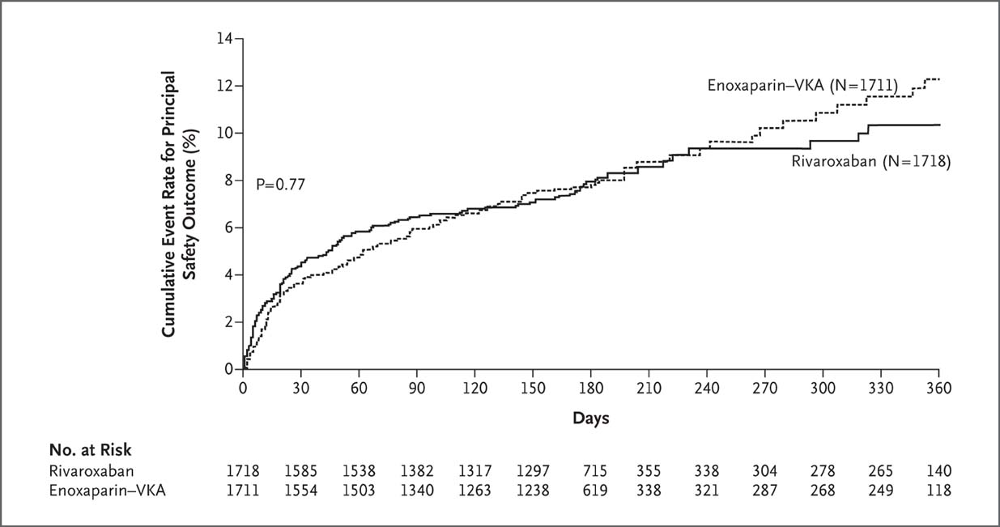 Cumulative Event Rate for Principal
Safety Outcome (%)
14
12
10
8
6
4
2
0
Enoxaparin–VKA (N=1711)
Rivaroxaban (N=1718)
P=0.77
0 30 60 90 120 150 180 210 240 270 300 330 360
Days
No. at Risk
Rivaroxaban 1718 1585 1538 1382 1317 1297 715 355 338 304 278 265 140
Enoxaparin–VKA 1711 1554 1503 1340 1263 1238 619 338 321 287 268 249 118